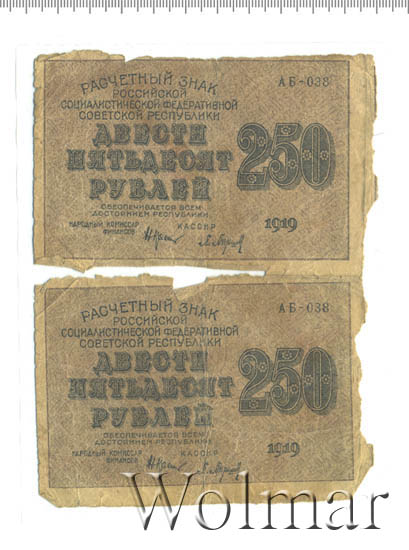 РАСЧЕТНЫЙ ЗНАК
РОССИЙСКОЙ
СОЦИАЛИСТИЧЕСКОЙ ФЕДЕРАТИВНОЙ
СОВЕТСКОЙ РЕСПУБЛИКИ
АБ-038
ДВЕСТИ
ПЯТЬДЕСЯТ
РУБЛЕЙ
250
ОБЕСПЕЧИВАЕТСЯ ВСЕМ
ДОСТОЯНИЕМ РЕСПУБЛИКИ.
НАРОДНЫЙ КОМИССАР
ФИНАНСОВ
КАССИР
1919
РАСЧЕТНЫЙ ЗНАК
РОССИЙСКОЙ
СОЦИАЛИСТИЧЕСКОЙ ФЕДЕРАТИВНОЙ
СОВЕТСКОЙ РЕСПУБЛИКИ
АБ-038
ДВЕСТИ
ПЯТЬДЕСЯТ
РУБЛЕЙ
250
ОБЕСПЕЧИВАЕТСЯ ВСЕМ
ДОСТОЯНИЕМ РЕСПУБЛИКИ.
НАРОДНЫЙ КОМИССАР
ФИНАНСОВ
КАССИР
1919
Wolmar